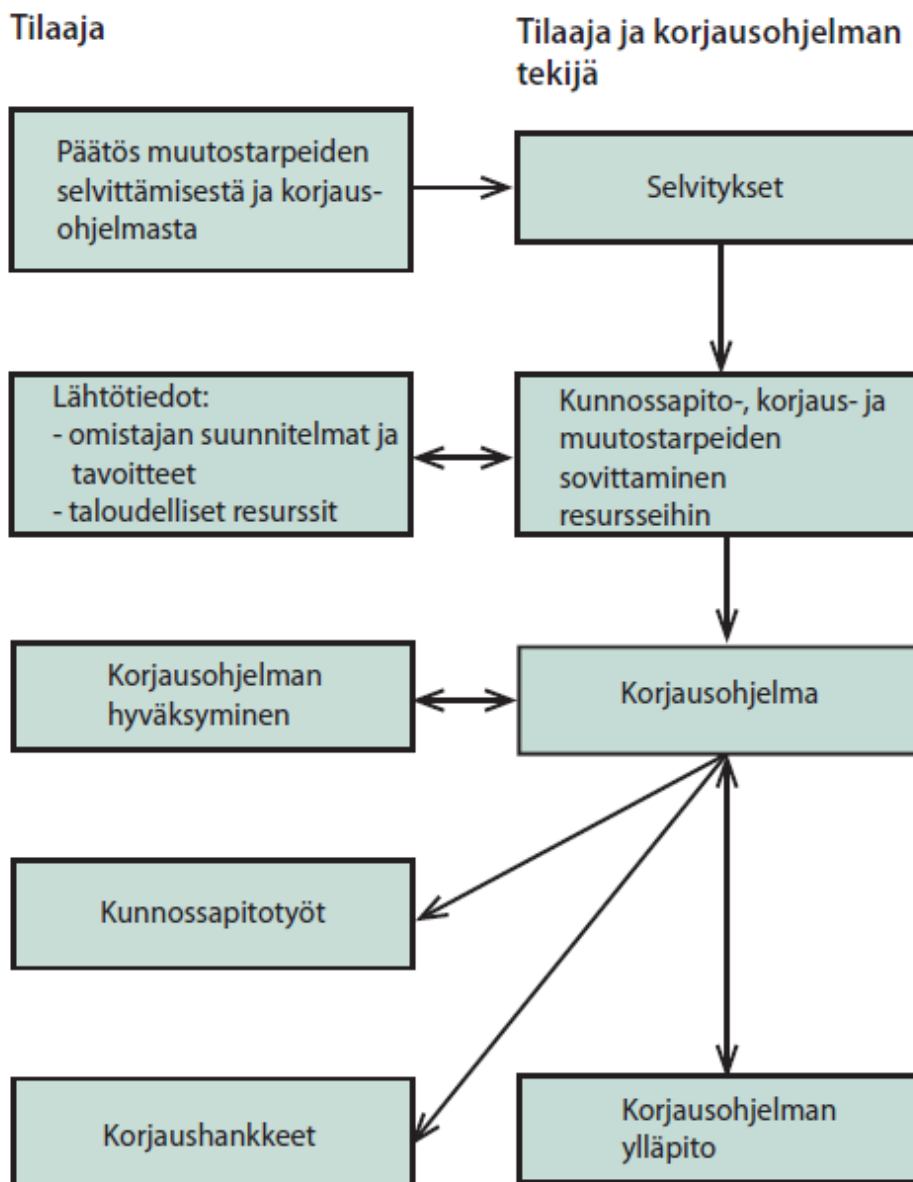 Tilaaja
Tilaaja ja korjausohjelman
tekijä
Päätös muutostarpeiden
selvittämisestä ja korjaus-
ohjelmasta
Selvitykset
Lähtötiedot:
- omistajan suunnitelmat ja
tavoitteet
- taloudelliset resurssit
Kunnossapito-, korjaus- ja
muutostarpeiden
sovittaminen
resursseihin
Korjausohjelman
hyväksyminen
Korjausohjelma
Kunnossapitotyöt
Korjaushankkeet
Korjausohjelman
ylläpito